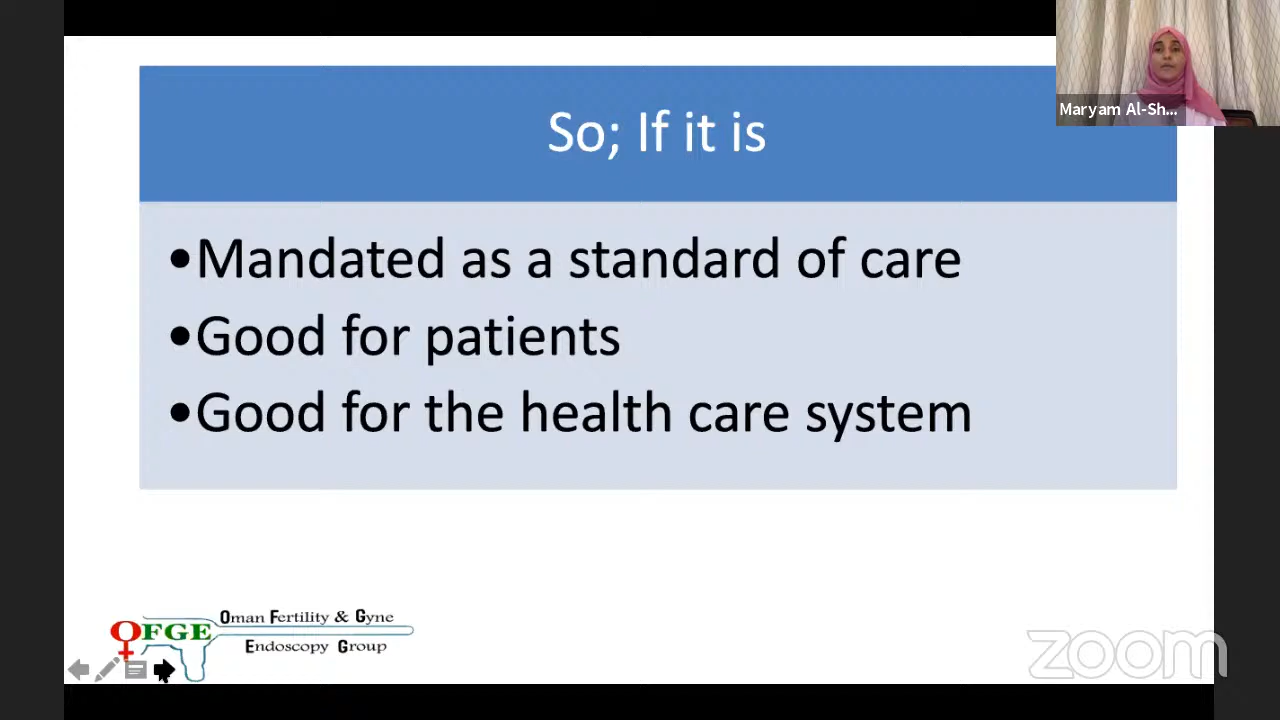 So; If it is
Maryam Al-Sh...
•Mandated as a standard of care
•Good for patients
•Good for the health care system
OFGE
Oman Fertility & Gyne
Endoscopy Group
zoom